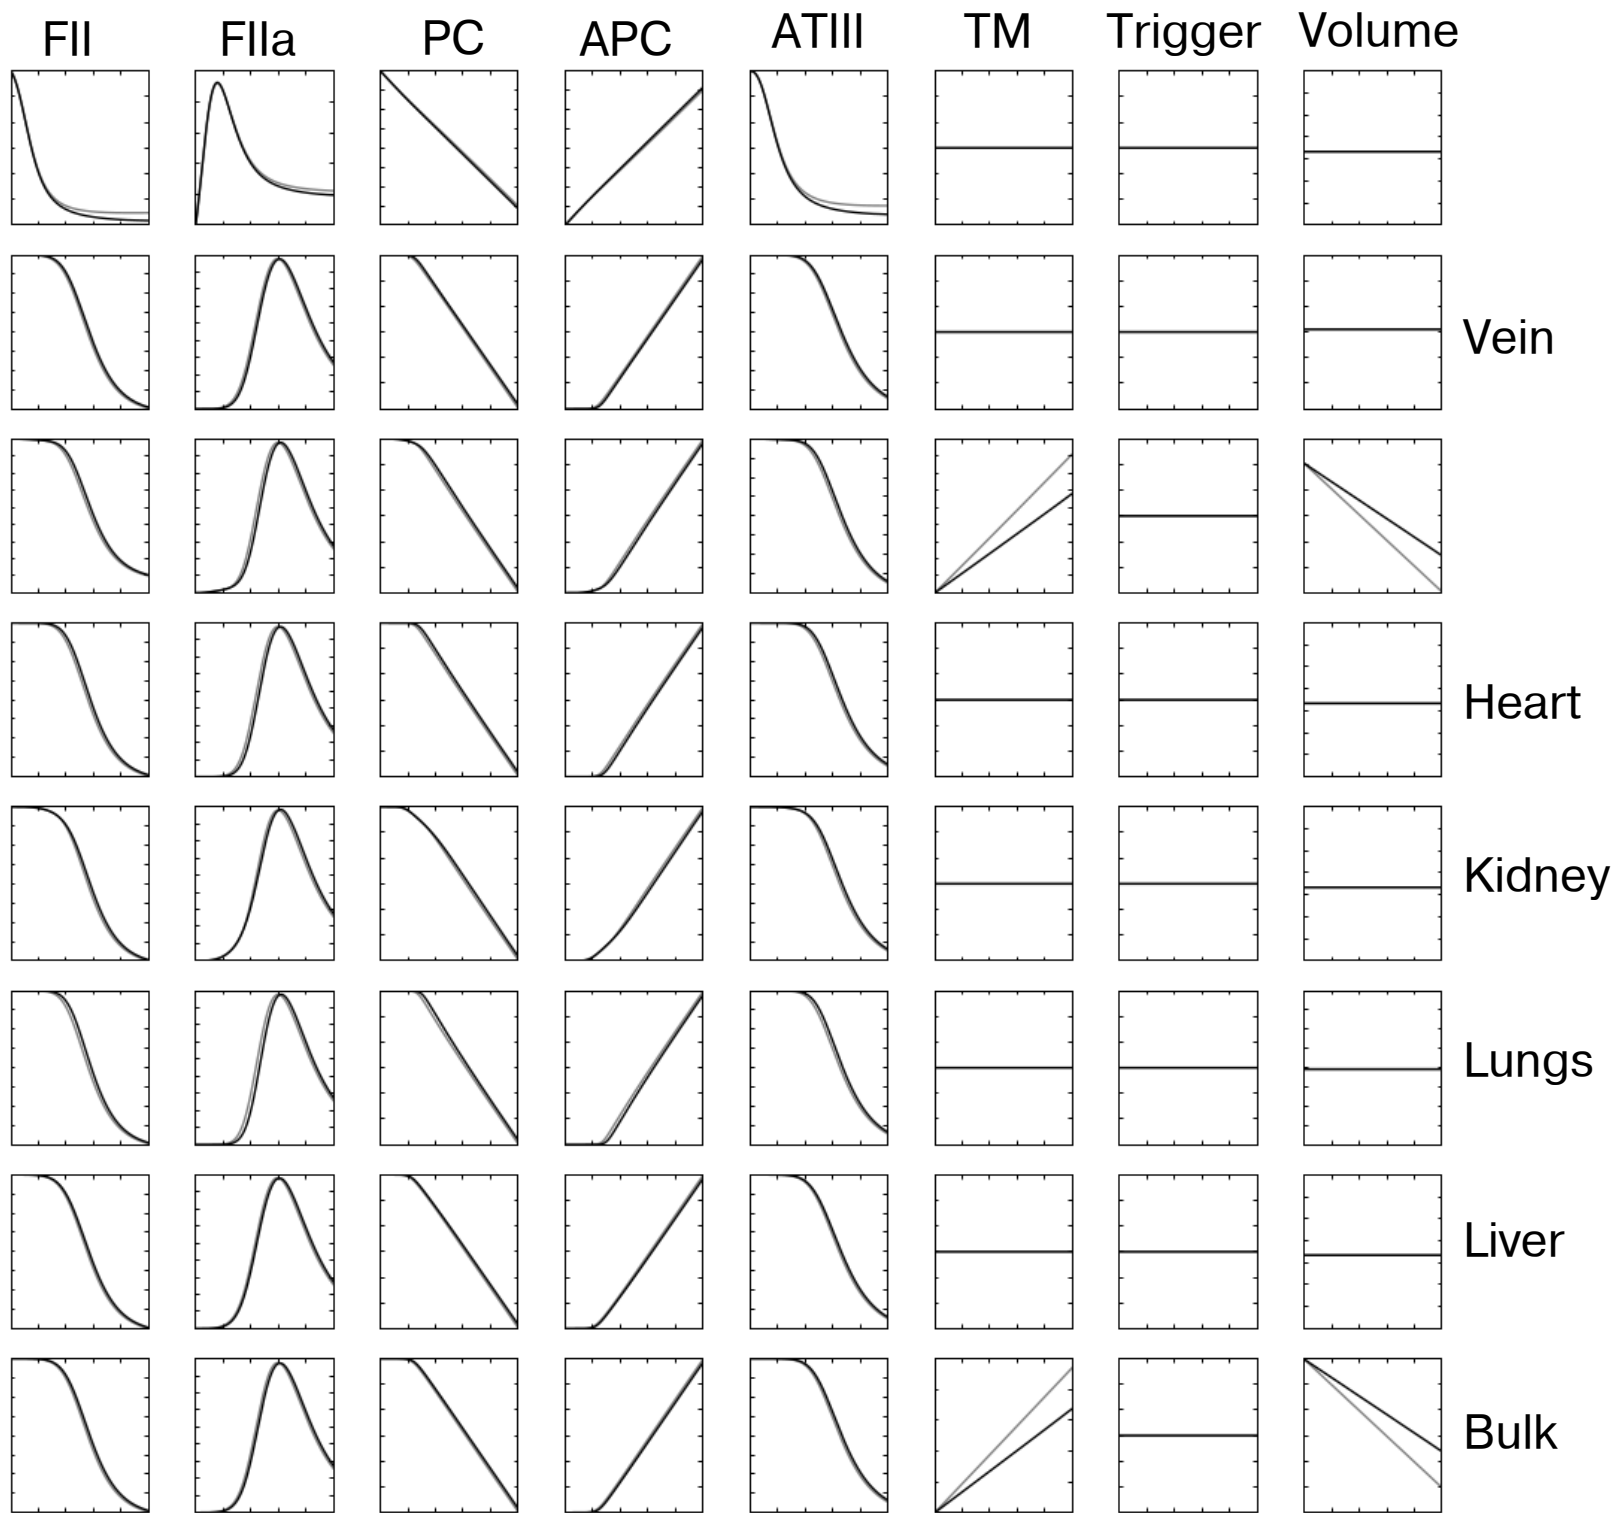 FII FIIa PC APC ATIII TM Trigger Volume
Vein
Heart
Kidney
Lungs
Liver
Bulk